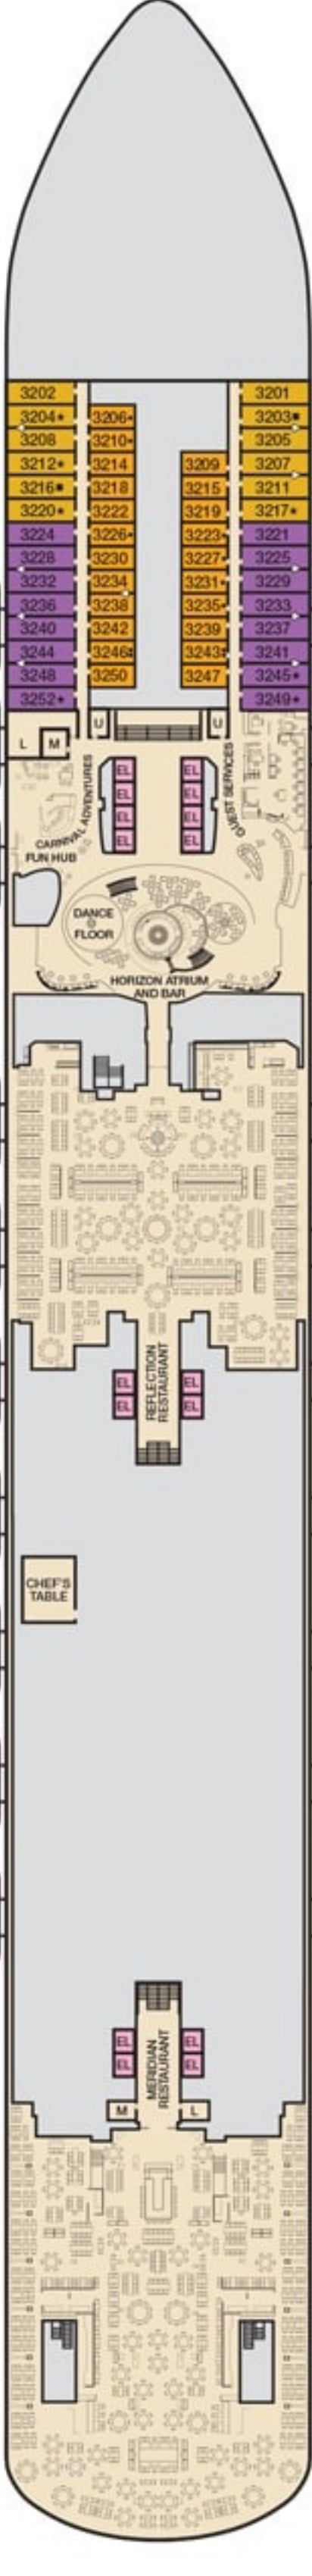 3202 3201
3204★ 3206• 3203■
3208 3210• 3205
3212★ 3214 3209 3207
3216■ 3218 3215 3211
3220★ 3222 3219 3217★
3224 3226• 3223• 3221
3228 3230 3227• 3225
3232 3234 3231• 3229
3236 3238 3235• 3233
3240 3242 3239 3237
3244 3246‡ 3243‡ 3241
3248 3250 3247 3245★
3252★ 3249★
U U
L M
EL EL
EL EL
EL EL
EL EL
CARNIVAL ADVENTURES
GUEST SERVICES
FUN HUB
DANCE
FLOOR
HORIZON ATRIUM
AND BAR
REFLECTION
RESTAURANT
EL EL
EL EL
CHEF'S
TABLE
MERIDIAN
RESTAURANT
EL EL
EL EL
M L